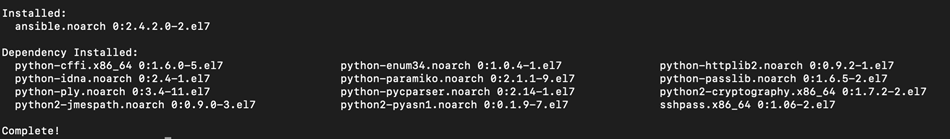 Installed:
ansible.noarch 0:2.4.2.0-2.el7
Dependency Installed:
python-cffi.x86_64 0:1.6.0-5.el7 python-enum34.noarch 0:1.0.4-1.el7 python-httplib2.noarch 0:0.9.2-1.el7
python-idna.noarch 0:2.4-1.el7 python-paramiko.noarch 0:2.1.1-9.el7 python-passlib.noarch 0:1.6.5-2.el7
python-ply.noarch 0:3.4-11.el7 python-pycparser.noarch 0:2.14-1.el7 python2-cryptography.x86_64 0:1.7.2-2.el7
python2-jmespath.noarch 0:0.9.0-3.el7 python2-pyasn1.noarch 0:0.1.9-7.el7 sshpass.x86_64 0:1.06-2.el7
Complete!